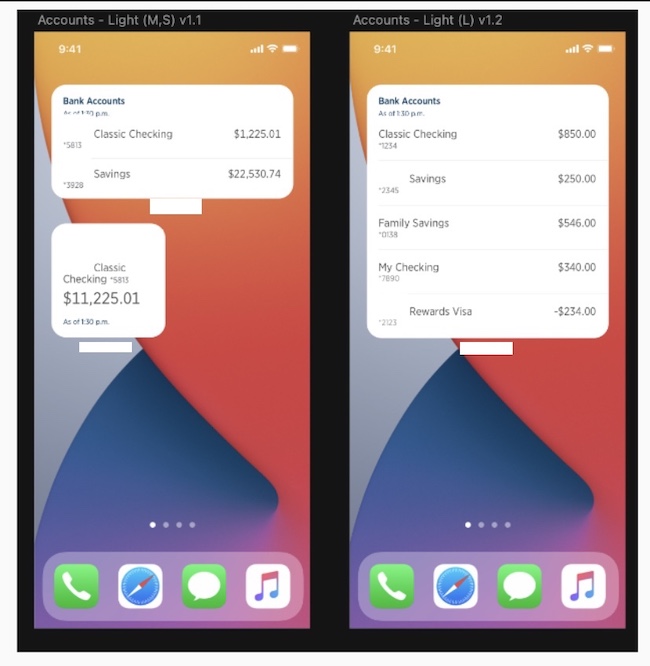 Accounts - Light (M,S) v1.1
9:41
Bank Accounts
As of 1:30 p.m.
Classic Checking $1,225.01
*5813
Savings $22,530.74
*3928
Classic
Checking *5813
$11,225.01
As of 1:30 p.m.
Accounts - Light (L) v1.2
9:41
Bank Accounts
As of 1:30 p.m.
Classic Checking $850.00
*1234
Savings $250.00
*2345
Family Savings $546.00
*0138
My Checking $340.00
*7890
Rewards Visa -$234.00
*2123